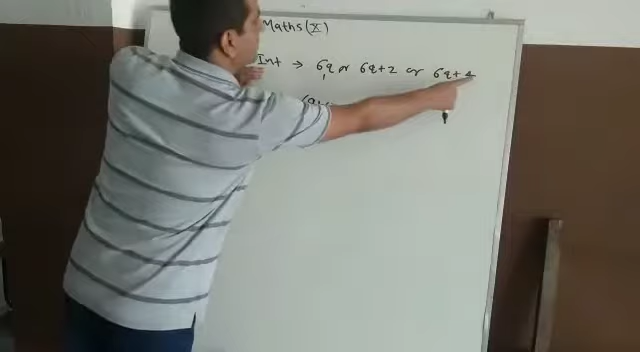 Maths (X)
Int → 6q or 6q+2 or 6q+4